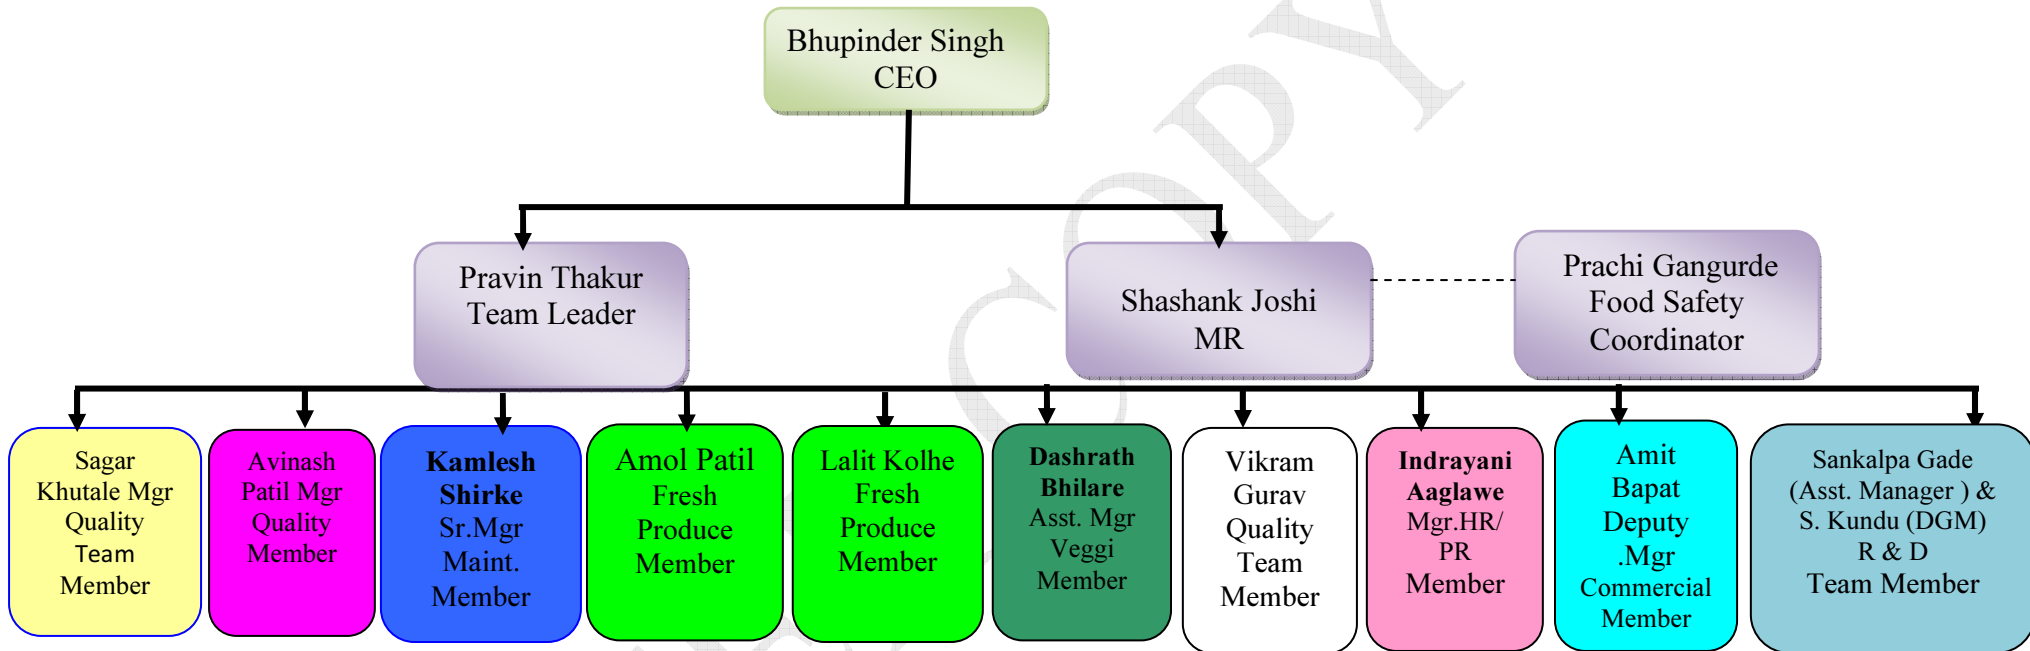 Bhupinder Singh
CEO
Pravin Thakur
Team Leader
Shashank Joshi
MR
Prachi Gangurde
Food Safety
Coordinator
Sagar
Khutale Mgr
Quality
Team
Member
Avinash
Patil Mgr
Quality
Member
Kamlesh
Shirke
Sr.Mgr
Maint.
Member
Amol Patil
Fresh
Produce
Member
Lalit Kolhe
Fresh
Produce
Member
Dashrath
Bhilare
Asst. Mgr
Veggi
Member
Vikram
Gurav
Quality
Team
Member
Indrayani
Aaglawe
Mgr.HR/
PR
Member
Amit
Bapat
Deputy
.Mgr
Commercial
Member
Sankalpa Gade
(Asst. Manager ) &
S. Kundu (DGM)
R & D
Team Member
COPY